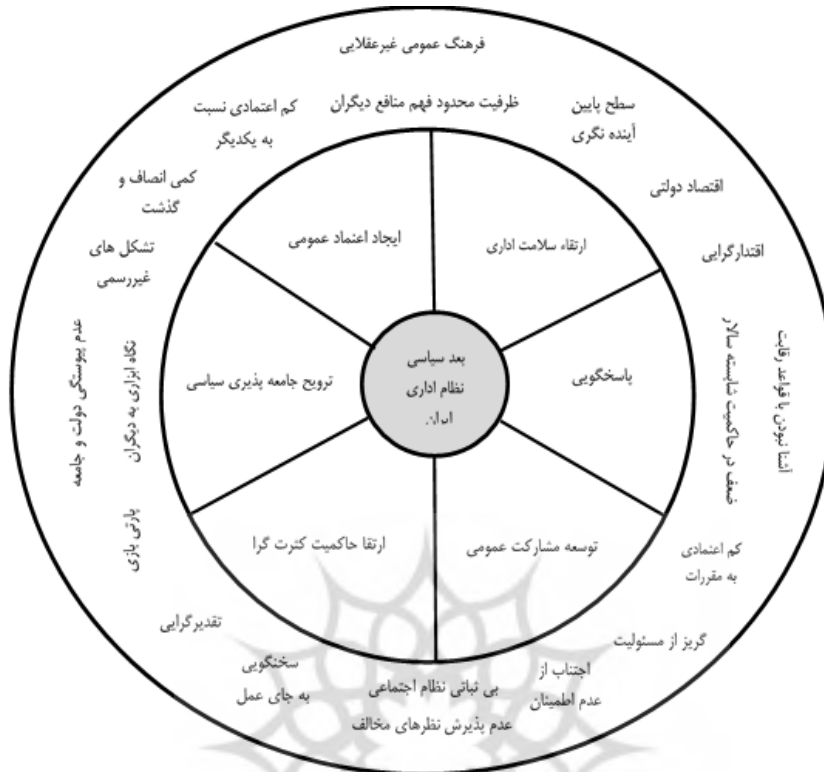 فرهنگ عمومی غیرعقلایی
ظرفیت محدود فهم منافع دیگران
سطح پایین
آینده نگری
اقتصاد دولتی
اقتدارگرایی
آشنا نبودن با قواعد رقابت
ضعف در حاکمیت شایسته سالار
کم اعتمادی
به مقررات
گریز از مسئولیت
اجتناب از
عدم اطمینان
بی ثباتی نظام اجتماعی
عدم پذیرش نظرهای مخالف
سخنگویی
به جای عمل
تقدیرگرایی
پارتی بازی
نگاه ابزاری به دیگران
عدم پیوستگی دولت و جامعه
تشکل های
غیررسمی
کمی انصاف و
گذشت
کم اعتمادی نسبت
به یکدیگر
ارتقاء سلامت اداری
پاسخگویی
توسعه مشارکت عمومی
ارتقا حاکمیت کثرت گرا
ترویج جامعه پذیری سیاسی
ایجاد اعتماد عمومی
بعد سیاسی
نظام اداری
ایران